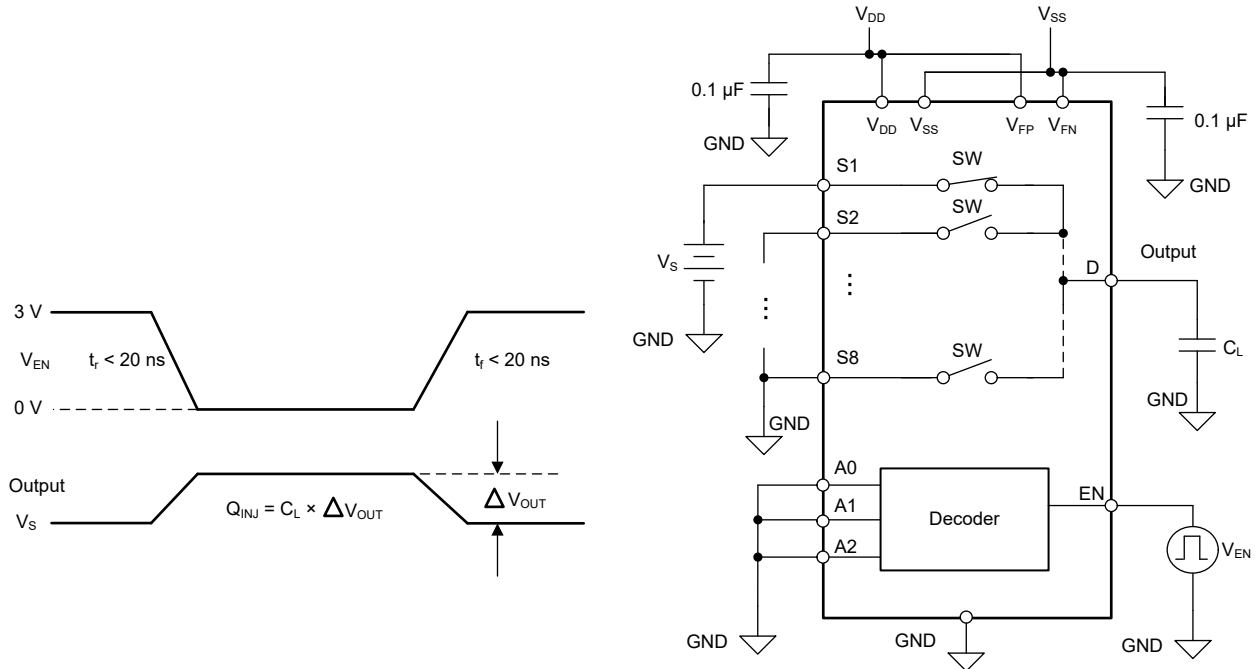 3 V
V_EN
t_r < 20 ns
t_f < 20 ns
0 V
Output
V_S
Q_INJ = C_L × Δ V_OUT
Δ V_OUT
V_DD
V_SS
0.1 µF
GND
0.1 µF
GND
V_DD
V_SS
V_FP
V_FN
S1
SW
S2
SW
V_S
GND
...
...
S8
SW
GND
Output
D
C_L
GND
A0
A1
A2
Decoder
EN
V_EN
GND
GND
GND